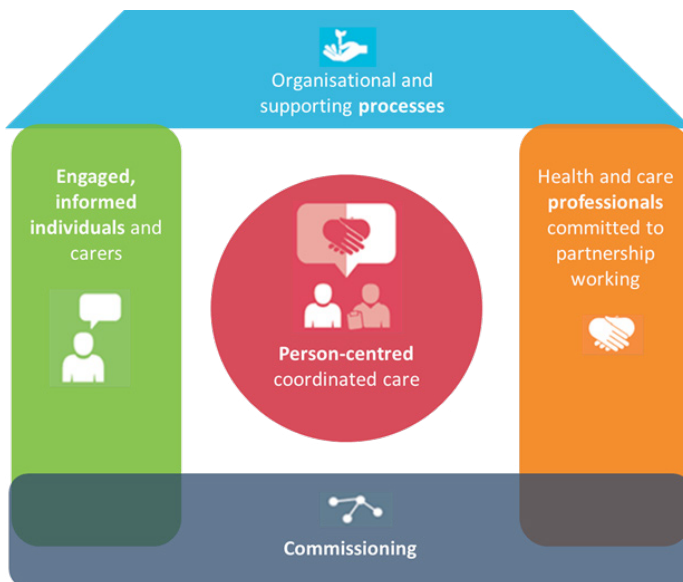 Organisational and
supporting processes
Engaged,
informed
individuals and
carers
Person-centred
coordinated care
Health and care
professionals
committed to
partnership
working
Commissioning